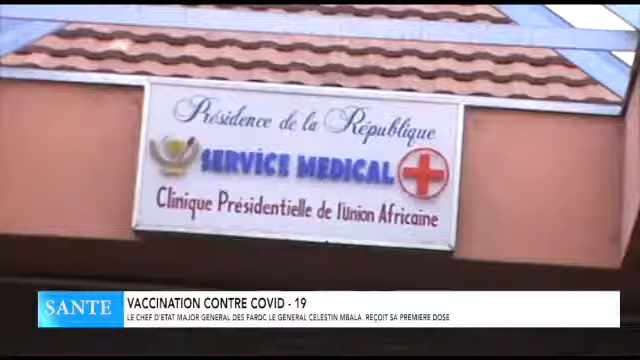 Présidence de la République
SERVICE MEDICAL
Clinique Présidentielle de l'Union Africaine
SANTE
VACCINATION CONTRE COVID - 19
LE CHEF D'ETAT MAJOR GENERAL DES FARDC LE GENERAL CELESTIN MBALA REÇOIT SA PREMIERE DOSE